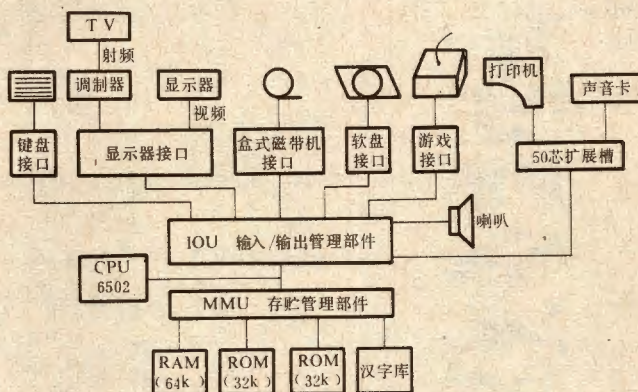 TV
射频
调制器
显示器
视频
打印机
声音卡
键盘
接口
显示器接口
盒式磁带机
接口
软盘
接口
游戏
接口
50芯扩展槽
IOU 输入/输出管理部件
喇叭
CPU
6502
MMU 存贮管理部件
RAM
(64k)
ROM
(32k)
ROM
(32k)
汉字库